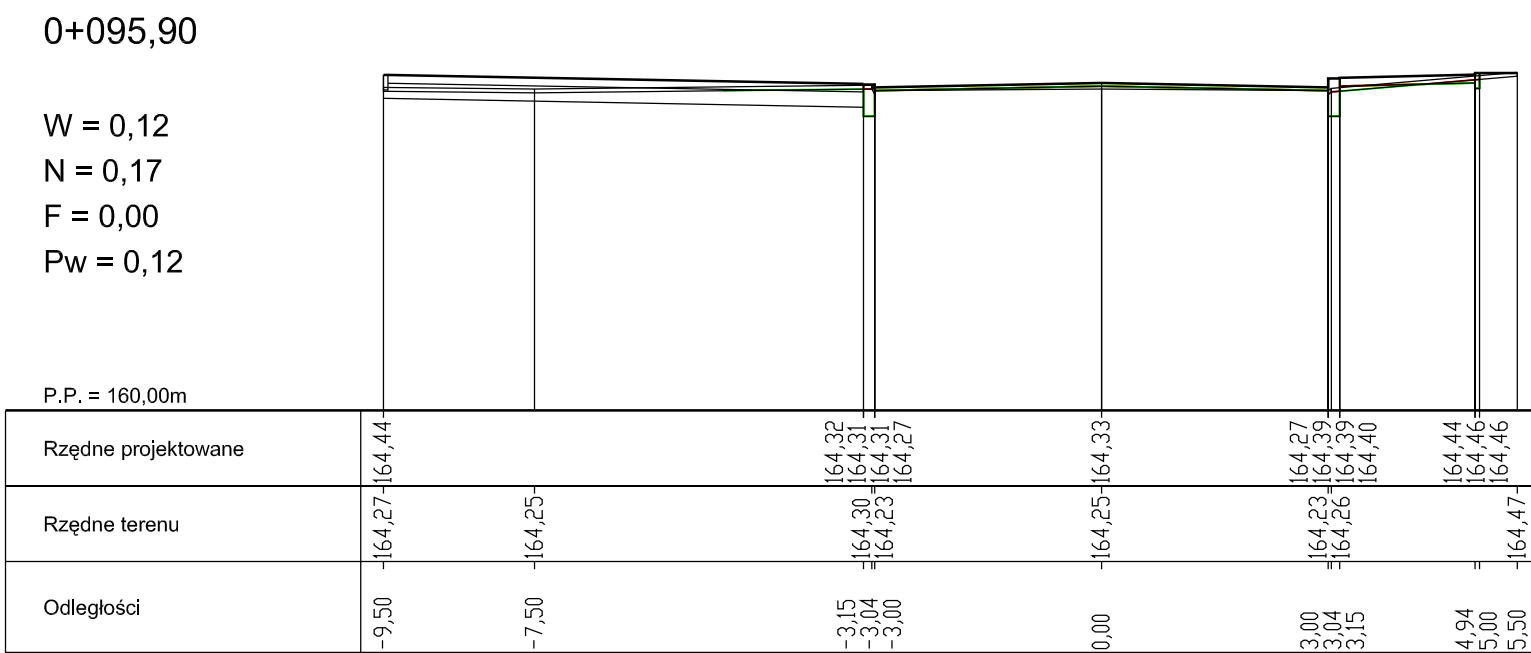 0+095,90
W = 0,12
N = 0,17
F = 0,00
Pw = 0,12
P.P. = 160,00m
Rzędne projektowane 164,44 164,32 164,31 164,31 164,27 164,33 164,27 164,39 164,39 164,40 164,44 164,46 164,46
Rzędne terenu 164,27 164,25 164,30 164,23 164,25 164,23 164,26 164,47
Odległości -9,50 -7,50 -3,15 -3,04 -3,00 0,00 3,00 3,04 3,15 4,94 5,00 5,50